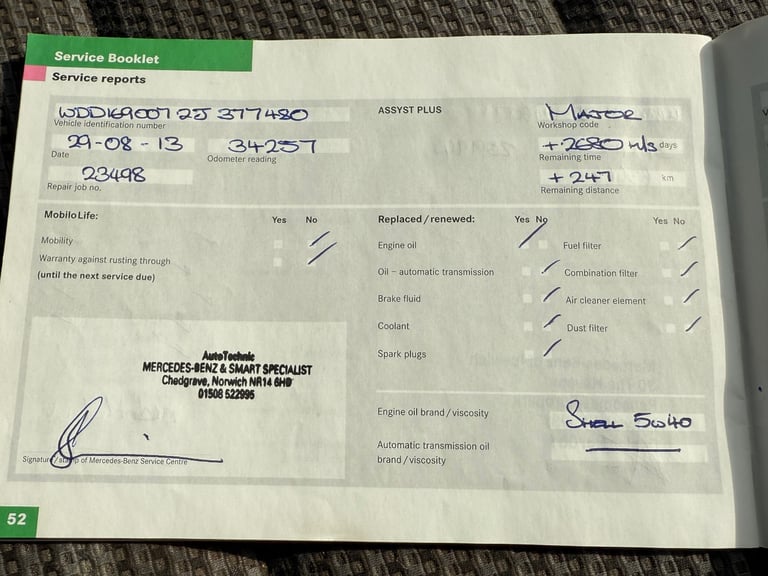 Service Booklet
Service reports
WDD1690072J377480
Vehicle identification number
29-08-13 34257
Date Odometer reading
23498
Repair job no.
ASSYST PLUS
MAJOR
Workshop code
days
Remaining time
+247 km
Remaining distance
MobiloLife: Yes No
Mobility
Warranty against rusting through
(until the next service due)
Replaced/renewed: Yes No Yes No
Engine oil Fuel filter
Oil – automatic transmission Combination filter
Brake fluid Air cleaner element
Coolant Dust filter
Spark plugs
AutoTechnic
MERCEDES-BENZ & SMART SPECIALIST
Chedgrave, Norwich NR14 6HD
01508 522995
Signature/stamp of Mercedes-Benz Service Centre
Engine oil brand/viscosity SHELL 5W40
Automatic transmission oil
brand/viscosity
52